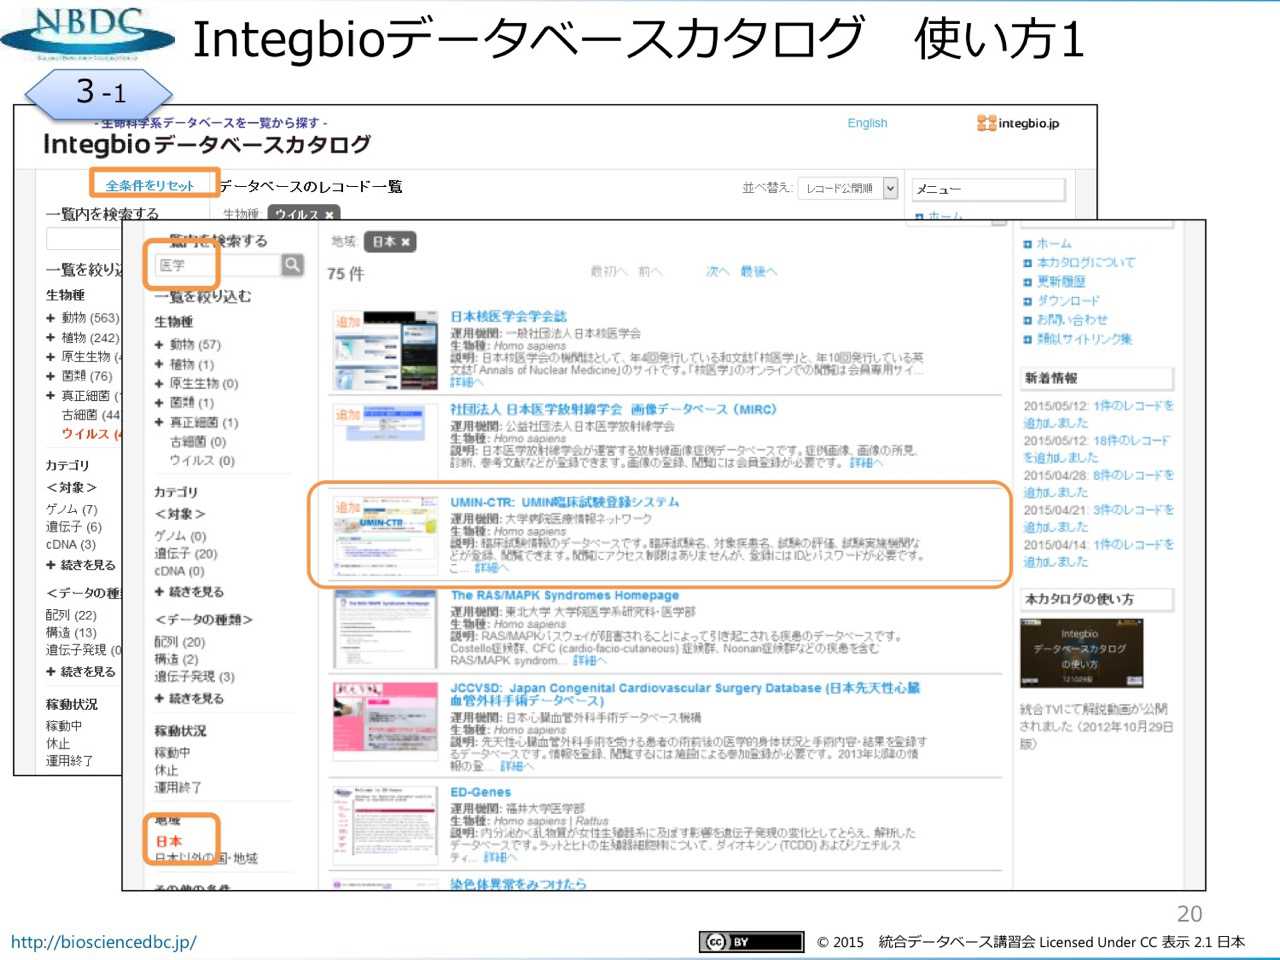 NBDC
Integbioデータベースカタログ　使い方1
3-1
- 生命科学系データベースを一覧から探す -
Integbioデータベースカタログ
English
integbio.jp
全条件をリセット
データベースのレコード一覧
並べ替え: レコード公開順
メニュー
一覧内を検索する
生物種: ウイルス ×
ホーム
一覧を絞り込
生物種
+ 動物 (563)
+ 植物 (242)
+ 原生生物
+ 菌類 (76)
+ 真正細菌
古細菌 (44)
ウイルス
カテゴリ
<対象>
ゲノム (7)
遺伝子 (6)
cDNA (3)
+ 続きを見る
<データの種
配列 (22)
構造 (13)
遺伝子発現 (0
+ 続きを見る
稼動状況
稼動中
休止
運用終了
一覧内を検索する
医学
一覧を絞り込む
生物種
+ 動物 (57)
+ 植物 (1)
+ 原生生物 (0)
+ 菌類 (1)
+ 真正細菌 (1)
古細菌 (0)
ウイルス (0)
カテゴリ
<対象>
ゲノム (0)
遺伝子 (20)
cDNA (0)
+ 続きを見る
<データの種類>
配列 (20)
構造 (2)
遺伝子発現 (3)
+ 続きを見る
稼動状況
稼動中
休止
運用終了
地域
日本
日本以外の国・地域
その他の条件
地域: 日本 ×
75 件
最初へ 前へ 次へ 最後へ
追加
日本核医学会学会誌
運用機関: 一般社団法人日本核医学会
生物種: Homo sapiens
説明: 日本核医学会の機関誌として、年4回発行している和文誌「核医学」と、年10回発行している英
文誌「Annals of Nuclear Medicine」のサイトです。「核医学」のオンラインでの閲覧は会員専用サイ...
詳細へ
追加
社団法人 日本医学放射線学会 画像データベース (MIRC)
運用機関: 公益社団法人日本医学放射線学会
生物種: Homo sapiens
説明: 日本医学放射線学会が運営する放射線画像症例データベースです。症例画像、画像の所見、
診断、参考文献などが登録できます。画像の登録、閲覧には会員登録が必要です。 詳細へ
追加
UMIN-CTR
UMIN-CTR: UMIN臨床試験登録システム
運用機関: 大学病院医療情報ネットワーク
生物種: Homo sapiens
説明: 臨床試験情報のデータベースです。臨床試験名、対象疾患名、試験の評価、試験実施機関な
どが登録、閲覧できます。閲覧にアクセス制限はありませんが、登録にはIDとパスワードが必要です。
こ... 詳細へ
The RAS/MAPK Syndromes Homepage
運用機関: 東北大学 大学院医学系研究科・医学部
生物種: Homo sapiens
説明: RAS/MAPKパスウェイが阻害されることによって引き起こされる疾患のデータベースです。
Costello症候群、CFC (cardio-facio-cutaneous) 症候群、Noonan症候群などの疾患を含む
RAS/MAPK syndrom... 詳細へ
JCCVSD: Japan Congenital Cardiovascular Surgery Database (日本先天性心臓
血管外科手術データベース)
運用機関: 日本心臓血管外科手術データベース機構
生物種: Homo sapiens
説明: 先天性心臓血管外科手術を受ける患者の術前後の医学的身体状況と手術内容・結果を登録す
るデータベースです。情報を登録、閲覧するには施設による参加登録が必要です。 2013年以降の情
報の登... 詳細へ
ED-Genes
運用機関: 福井大学医学部
生物種: Homo sapiens | Rattus
説明: 内分泌かく乱物質が女性生殖器系に及ぼす影響を遺伝子発現の変化としてとらえ、解析した
データベースです。ラットとヒトの生殖器細胞株について、ダイオキシン (TCDD) およびジエチルス
ティ... 詳細へ
染色体異常をみつけたら
ホーム
本カタログについて
更新履歴
ダウンロード
お問い合わせ
類似サイトリンク集
新着情報
2015/05/12: 1件のレコードを
追加しました
2015/05/12: 18件のレコード
を追加しました
2015/04/28: 8件のレコードを
追加しました
2015/04/21: 3件のレコードを
追加しました
2015/04/14: 1件のレコードを
追加しました
本カタログの使い方
Integbio
データベースカタログ
の使い方
121029版
統合TVにて解説動画が公開
されました (2012年10月29日
版)
20
http://biosciencedbc.jp/
cc BY
© 2015　統合データベース講習会 Licensed Under CC 表示 2.1 日本